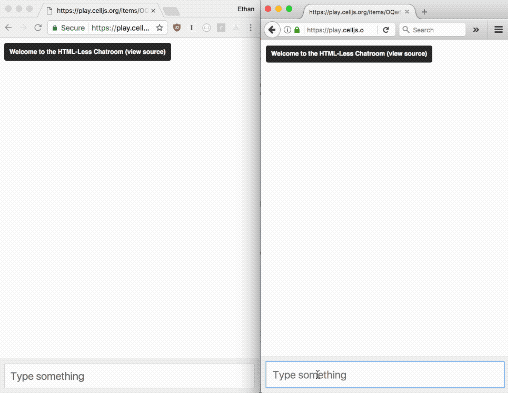 https://play.celljs.org/items/OQ
Ethan
Secure
https://play.cell...
Welcome to the HTML-Less Chatroom (view source)
Type something
https://play.celljs.org/items/OQ
https://play.celljs.o
Search
Welcome to the HTML-Less Chatroom (view source)
Type something